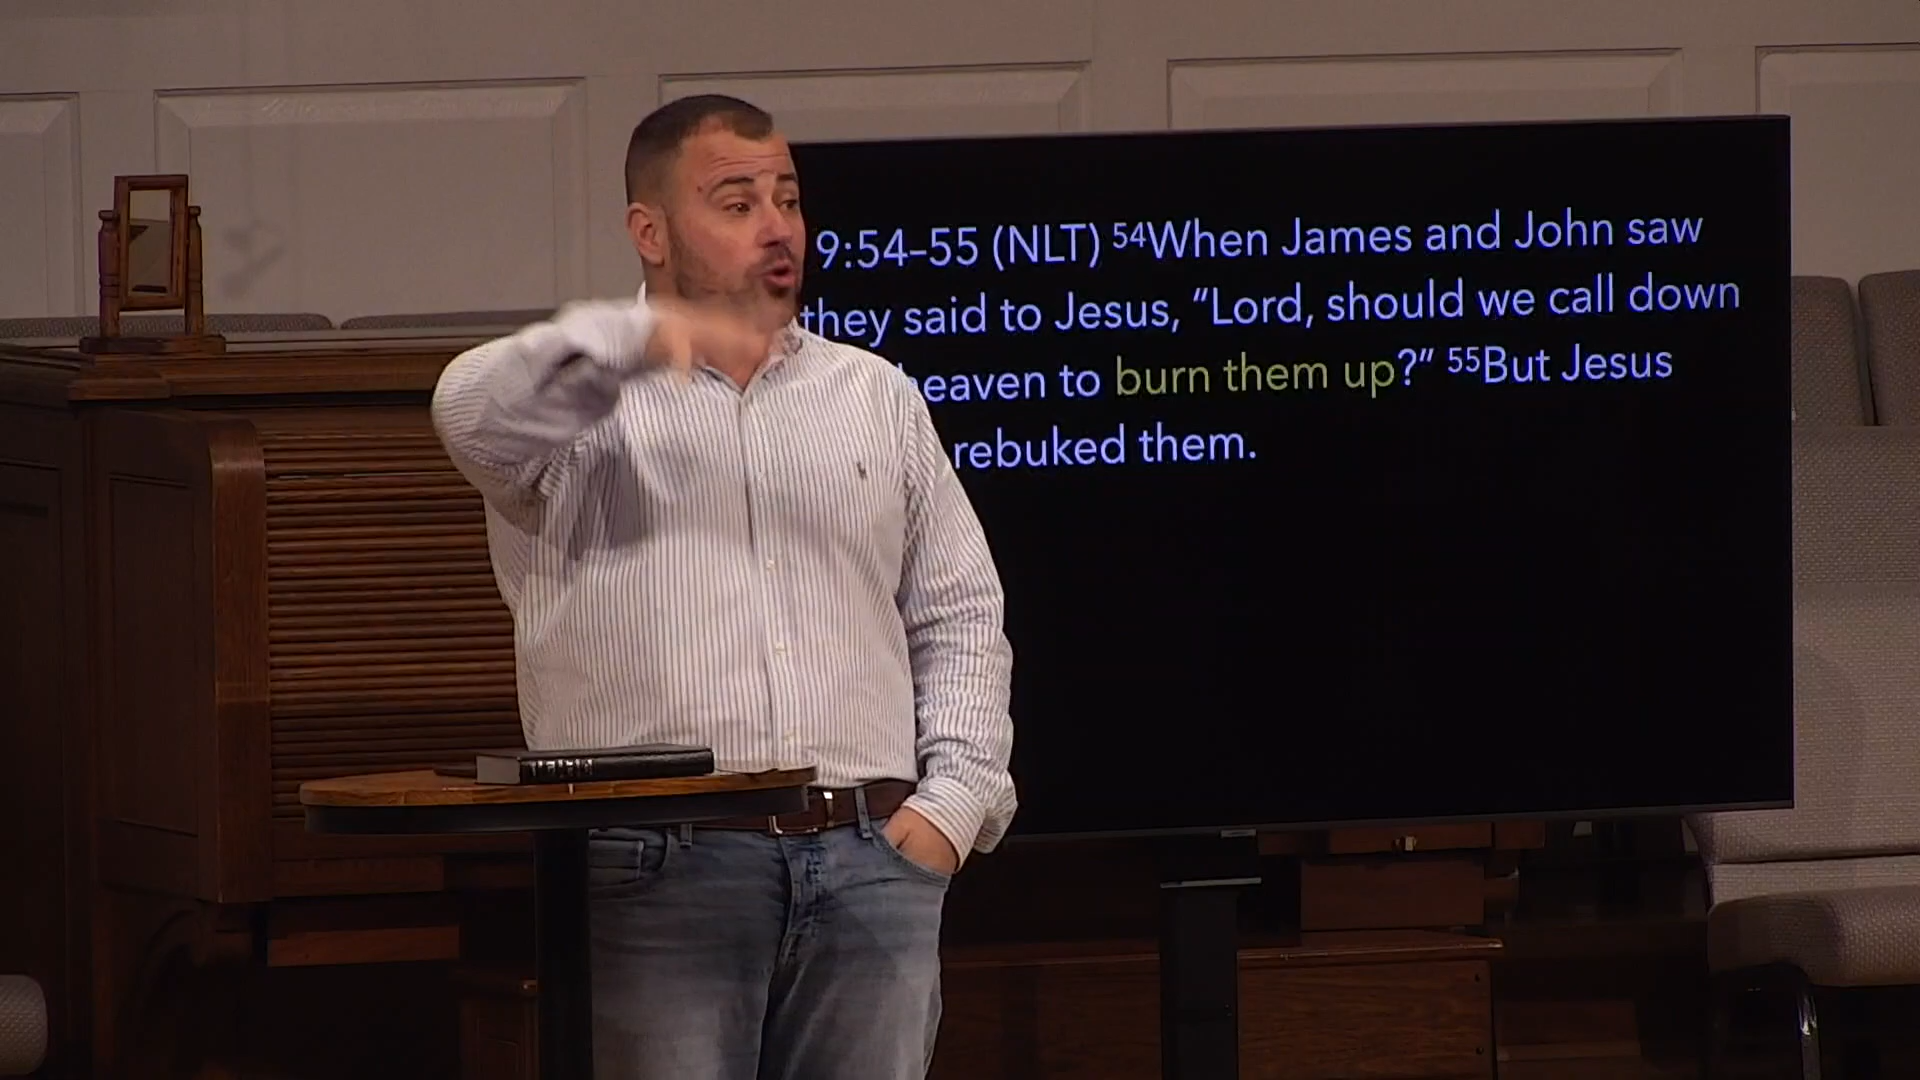 9:54–55 (NLT) ⁵⁴When James and John saw
they said to Jesus, “Lord, should we call down
heaven to burn them up?” ⁵⁵But Jesus
rebuked them.